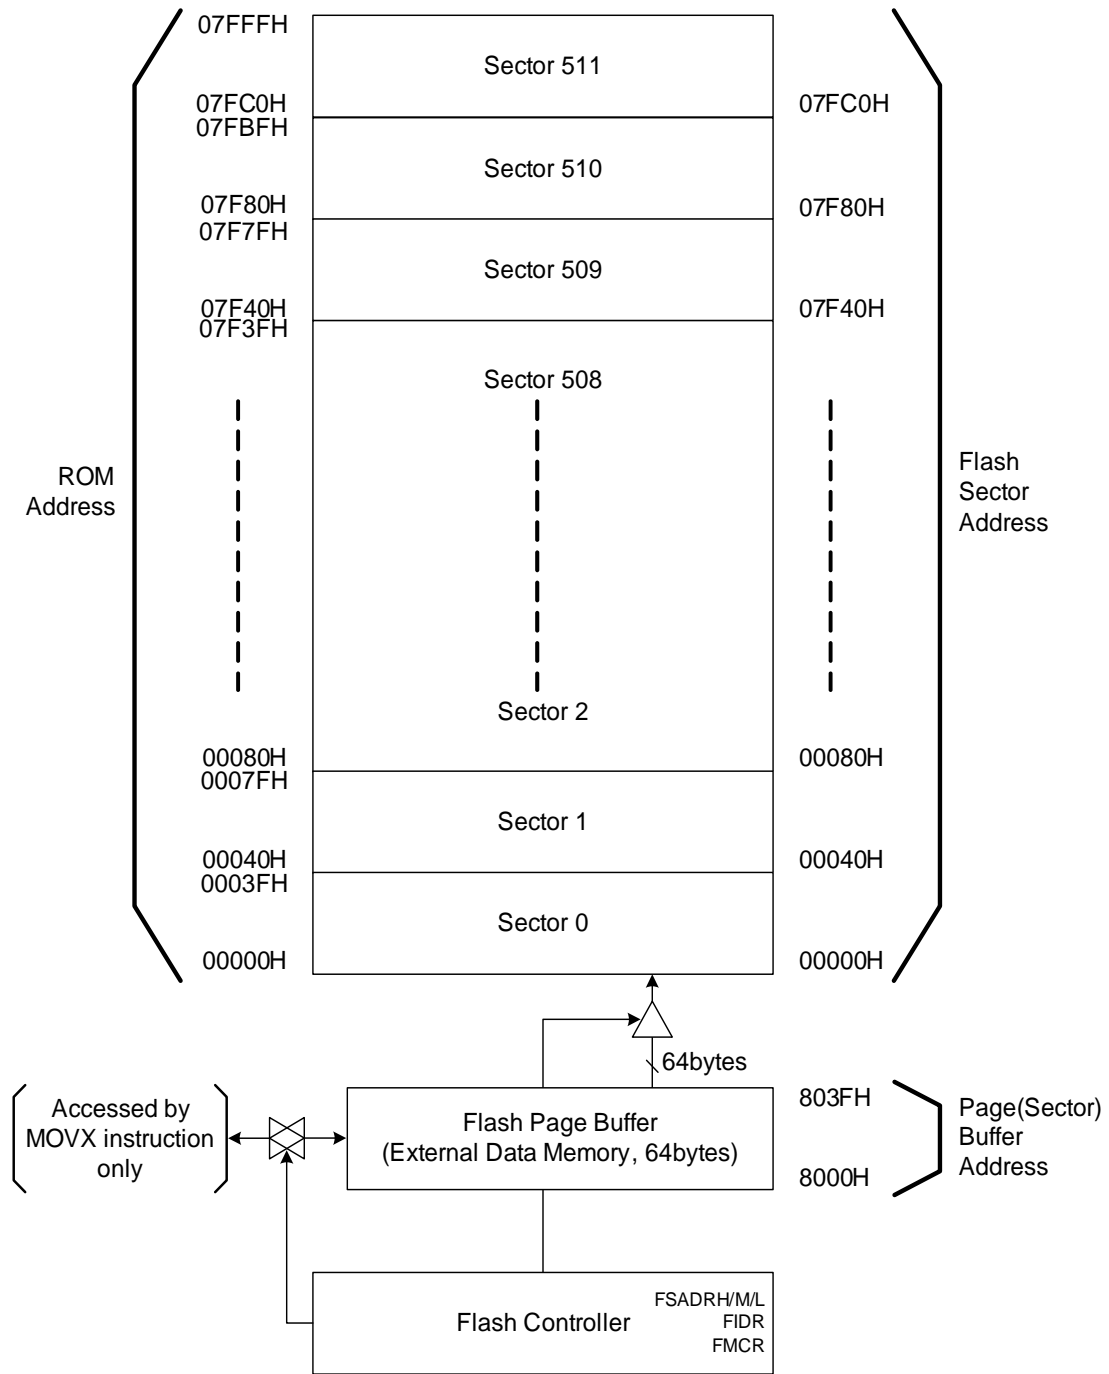 07FFFH
Sector 511
07FC0H
07FC0H
07FBFH
Sector 510
07F80H
07F80H
07F7FH
Sector 509
07F40H
07F40H
07F3FH
Sector 508
ROM
Address
Flash
Sector
Address
Sector 2
00080H
00080H
0007FH
Sector 1
00040H
00040H
0003FH
Sector 0
00000H
00000H
64bytes
Accessed by
MOVX instruction
only
Flash Page Buffer
(External Data Memory, 64bytes)
803FH
8000H
Page(Sector)
Buffer
Address
Flash Controller
FSADRH/M/L
FIDR
FMCR